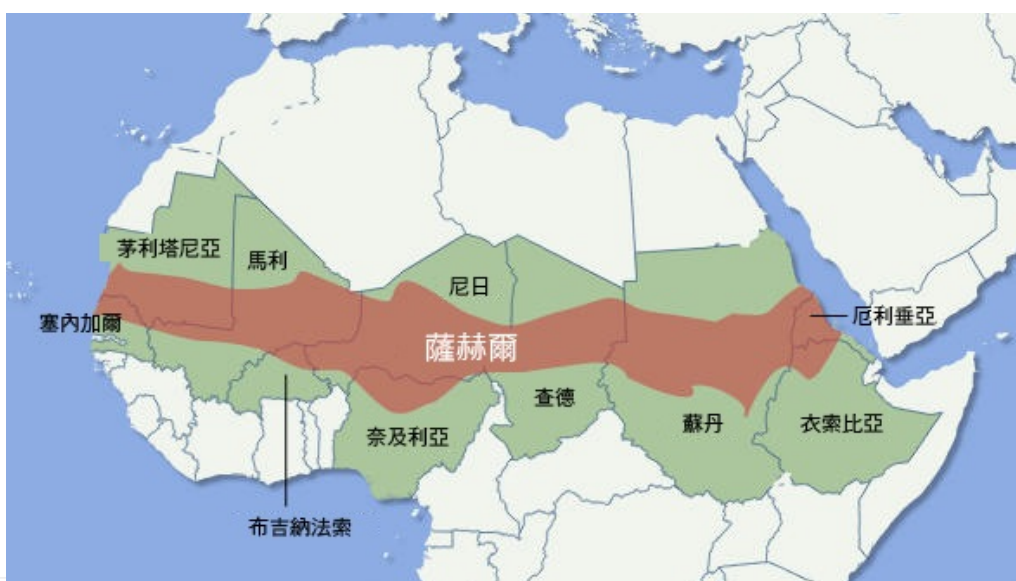 茅利塔尼亞
馬利
尼日
塞內加爾
厄利垂亞
薩赫爾
查德
蘇丹
衣索比亞
奈及利亞
布吉納法索